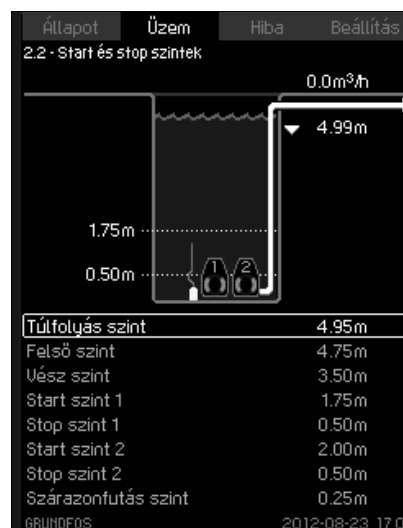 Állapot Üzem Hiba Beállítás
2.2 - Start és stop szintek
0.0m³/h
4.99m
1.75m
0.50m
1 2
Túlfolyás szint 4.95m
Felső szint 4.75m
Vész szint 3.50m
Start szint 1 1.75m
Stop szint 1 0.50m
Start szint 2 2.00m
Stop szint 2 0.50m
Szárazonfutás szint 0.25m
GRUNDFOS 2012-08-23